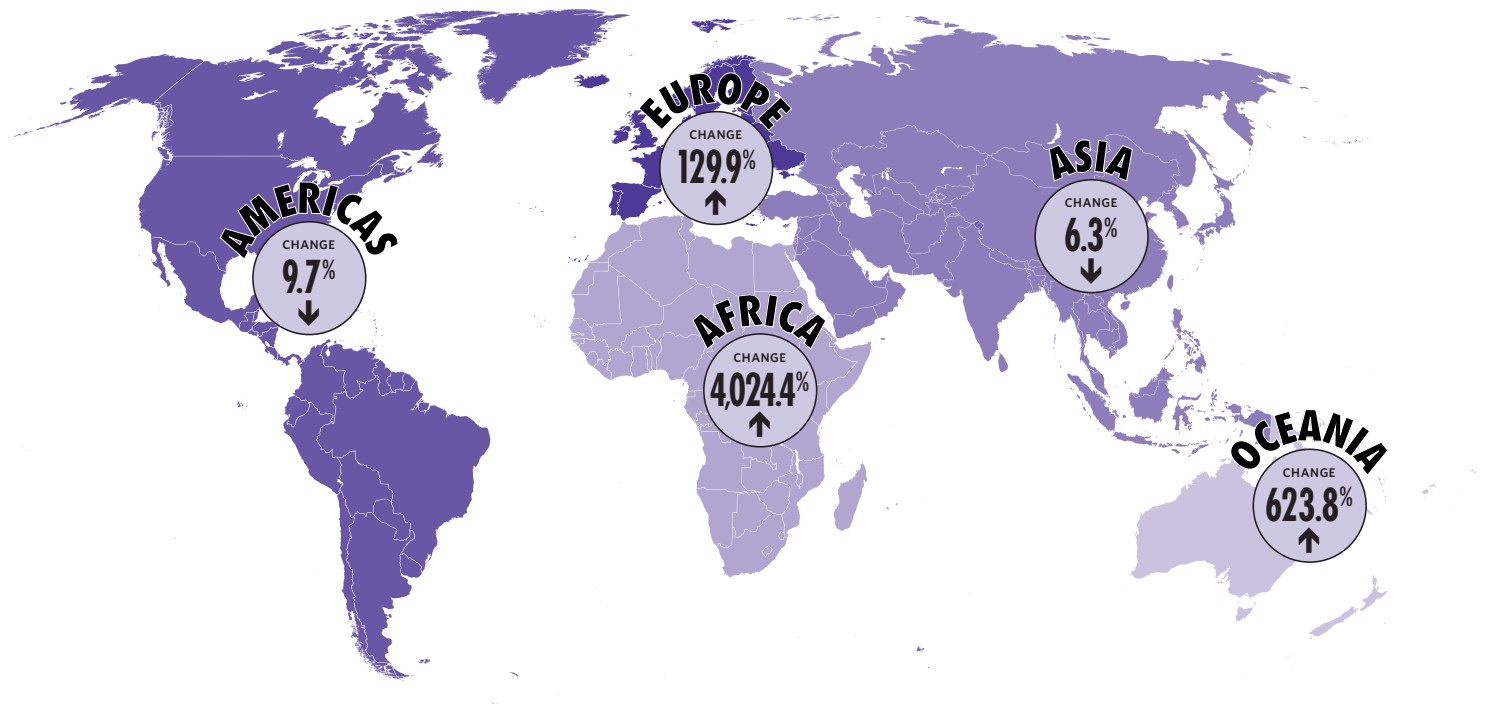 EUROPE
CHANGE
129.9%
ASIA
CHANGE
6.3%
AMERICAS
CHANGE
9.7%
AFRICA
CHANGE
4,024.4%
OCEANIA
CHANGE
623.8%